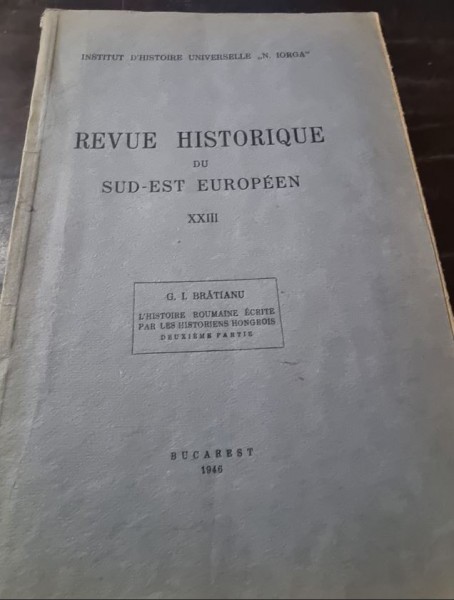 INSTITUT D'HISTOIRE UNIVERSELLE „N. IORGA"
REVUE HISTORIQUE
DU
SUD-EST EUROPÉEN
XXIII
G. I. BRĂTIANU
L'HISTOIRE ROUMAINE ÉCRITE
PAR LES HISTORIENS HONGROIS
DEUXIÈME PARTIE
BUCAREST
1946